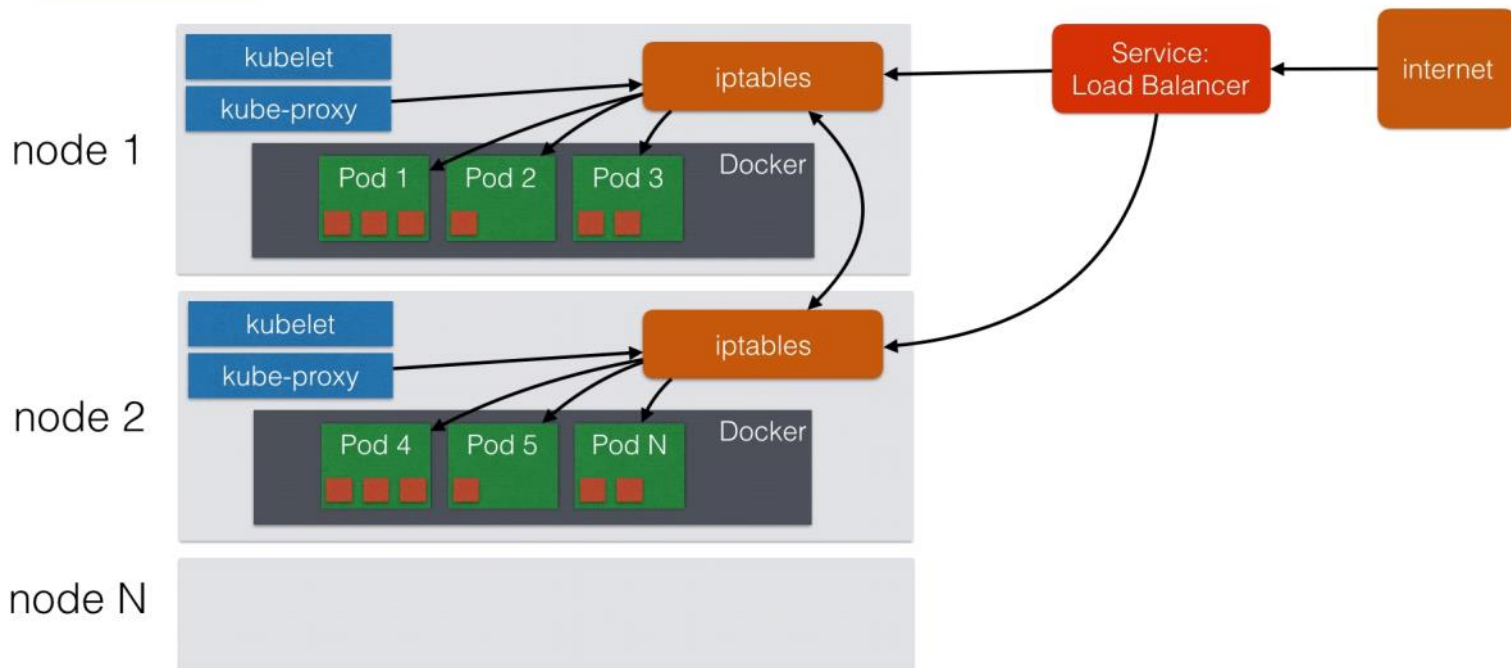 node 1
kubelet
kube-proxy
iptables
Service:
Load Balancer
internet
Docker
Pod 1
Pod 2
Pod 3
node 2
kubelet
kube-proxy
iptables
Docker
Pod 4
Pod 5
Pod N
node N